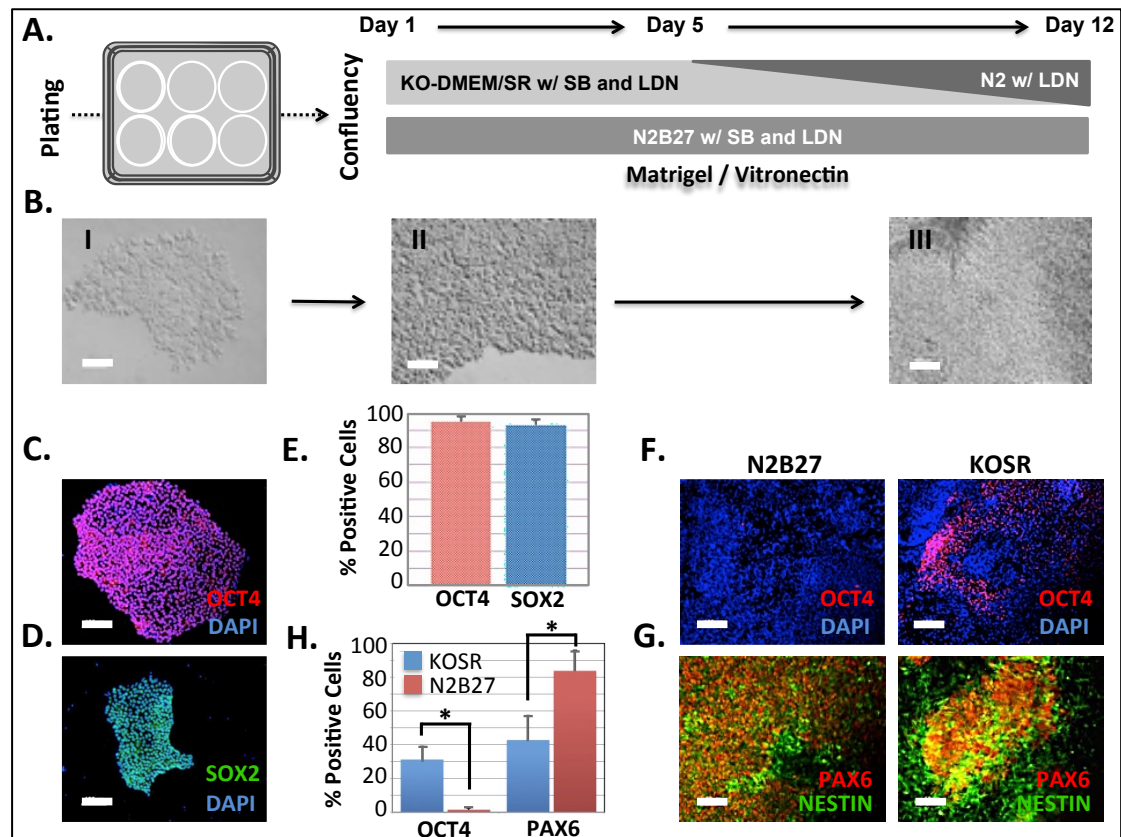 A.
Day 1
Day 5
Day 12
Plating
Confluency
KO-DMEM/SR w/ SB and LDN
N2 w/ LDN
N2B27 w/ SB and LDN
Matrigel / Vitronectin
B.
I
II
III
C.
OCT4
DAPI
D.
SOX2
DAPI
E.
% Positive Cells
100
80
60
40
20
0
OCT4
SOX2
F.
N2B27
KOSR
OCT4
DAPI
OCT4
DAPI
H.
% Positive Cells
100
80
60
40
20
0
KOSR
N2B27
*
*
OCT4
PAX6
G.
PAX6
NESTIN
PAX6
NESTIN